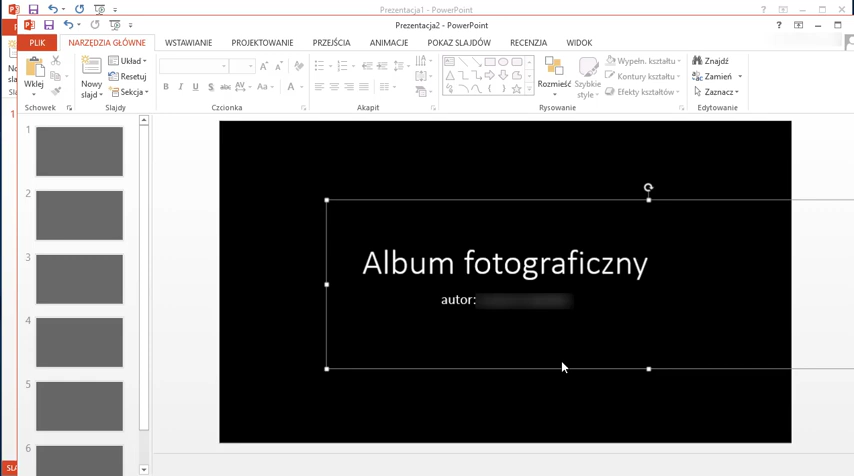 Prezentacja1 - PowerPoint
Prezentacja2 - PowerPoint
PLIK NARZĘDZIA GŁÓWNE WSTAWIANIE PROJEKTOWANIE PRZEJŚCIA ANIMACJE POKAZ SLAJDÓW RECENZJA WIDOK
Wklej
Nowy slajd
Układ
Resetuj
Sekcja
Rozmieść
Szybkie style
Wypełn. kształtu
Kontury kształtu
Efekty kształtów
Znajdź
Zamień
Zaznacz
Schowek Slajdy Czcionka Akapit Rysowanie Edytowanie
1
2
3
4
5
6
Album fotograficzny
autor: